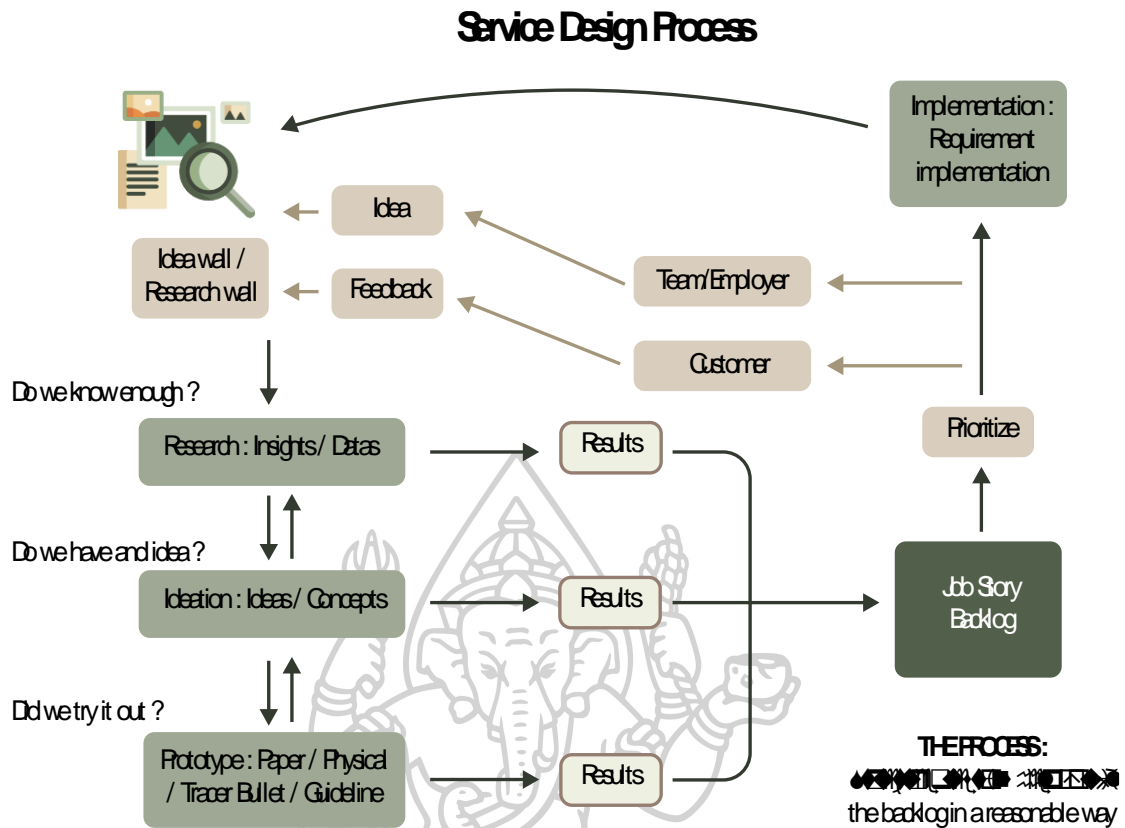 Service Design Process
Implementation :
Requirement
implementation
Idea
Idea wall /
Research wall
Feedback
Team/Employer
Customer
Do we know enough ?
Prioritize
Research : Insights / Datas
Results
Do we have and idea ?
Ideation : Ideas / Concepts
Results
Job Story
Backlog
Did we try it out ?
Prototype : Paper / Physical
/ Tracer Bullet / Guideline
Results
THE PROCESS :
the backlog in a reasonable way